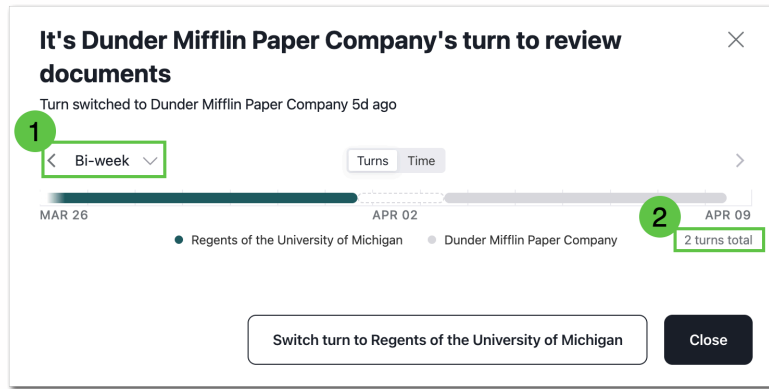 It's Dunder Mifflin Paper Company's turn to review
documents
Turn switched to Dunder Mifflin Paper Company 5d ago
1
Bi-week
Turns Time
MAR 26 APR 02 APR 09
2
Regents of the University of Michigan Dunder Mifflin Paper Company
2 turns total
Switch turn to Regents of the University of Michigan Close